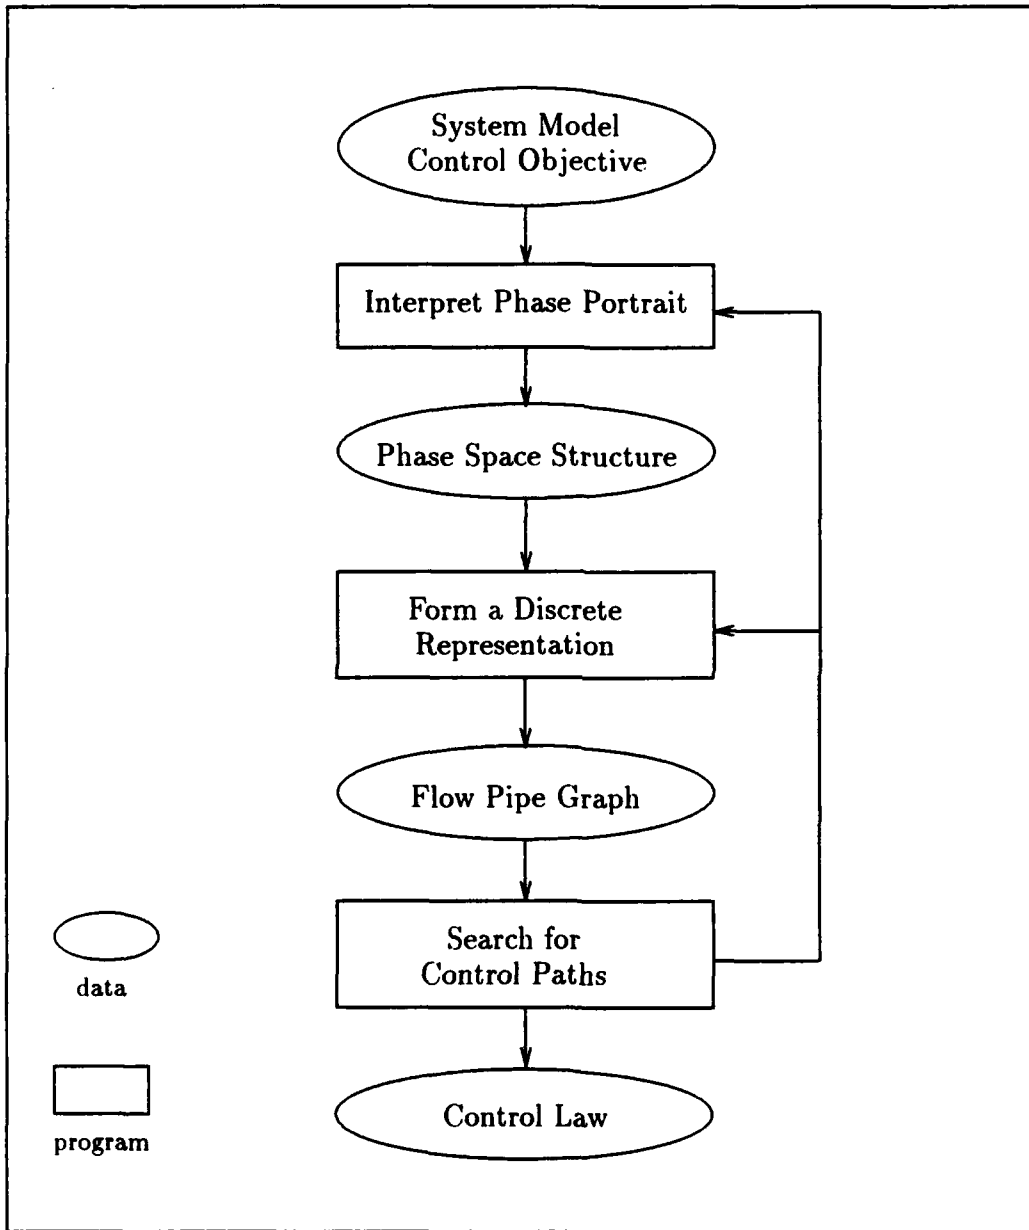 System Model
Control Objective
Interpret Phase Portrait
Phase Space Structure
Form a Discrete
Representation
Flow Pipe Graph
Search for
Control Paths
Control Law
data
program